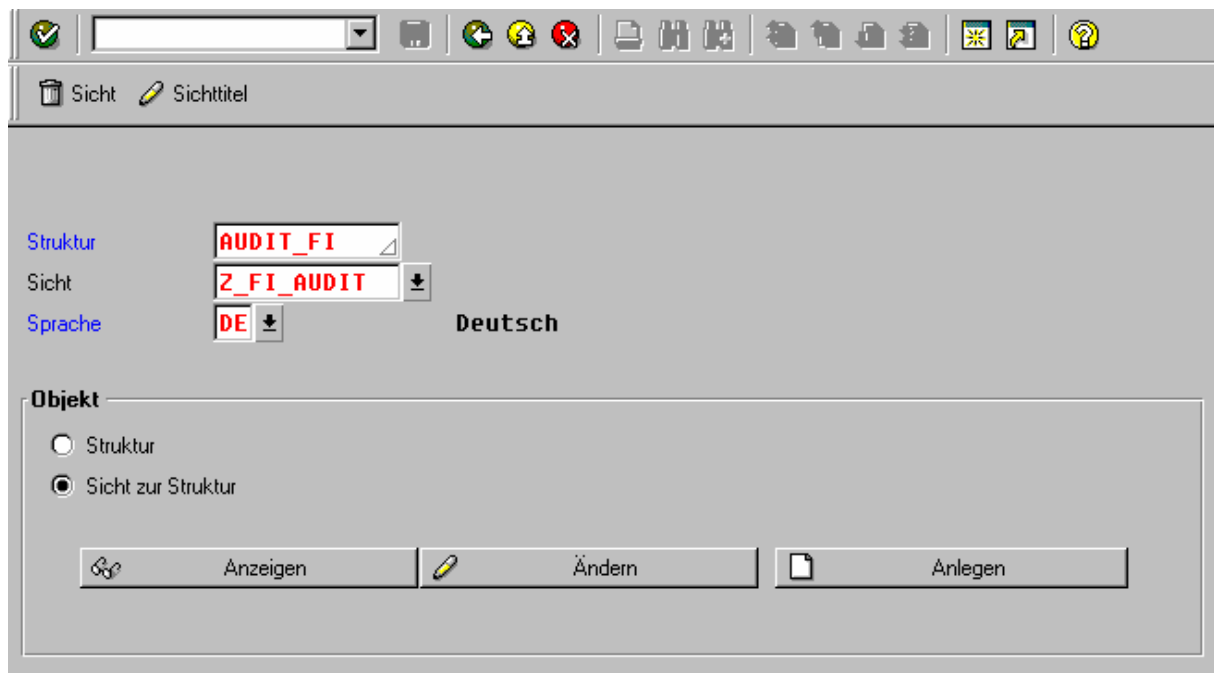 Sicht Sichttitel
Struktur AUDIT_FI
Sicht Z_FI_AUDIT
Sprache DE Deutsch
Objekt
Struktur
Sicht zur Struktur
Anzeigen Ändern Anlegen